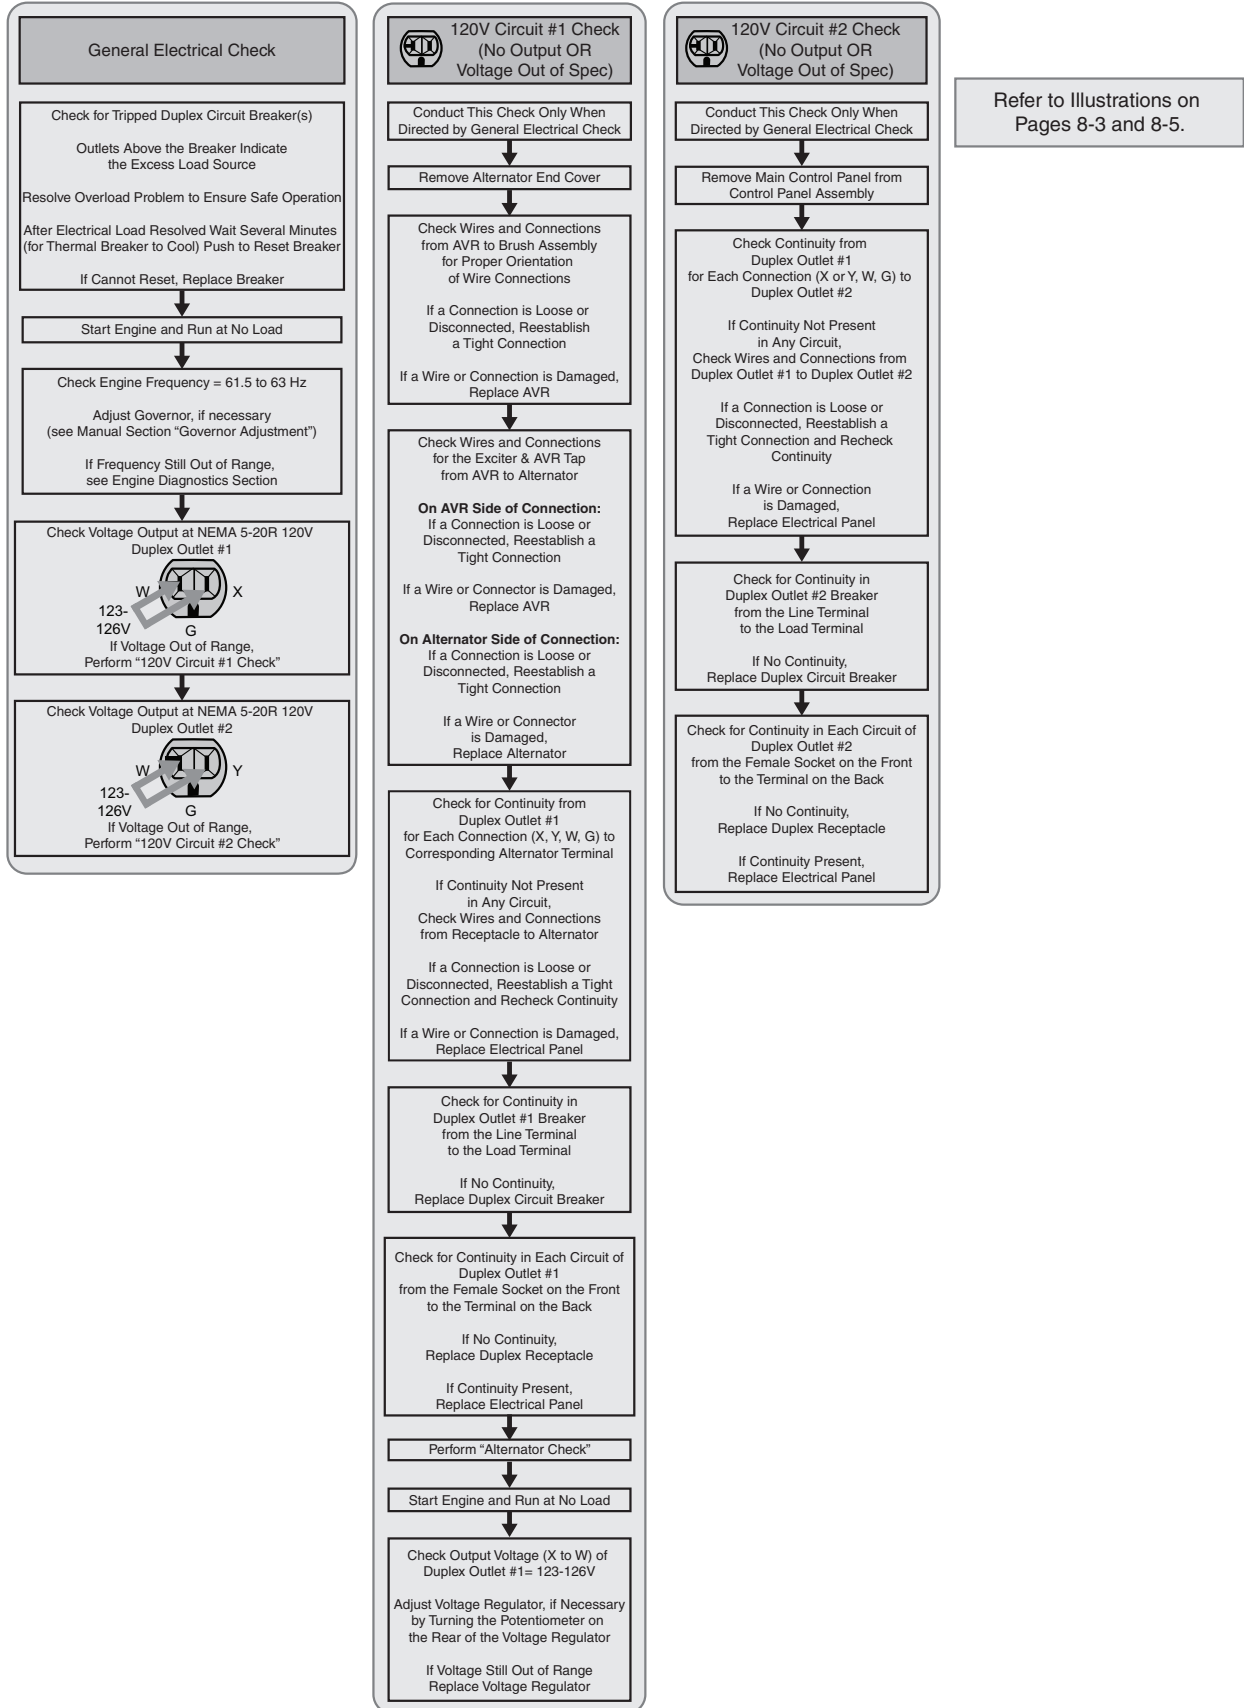 General Electrical Check
Check for Tripped Duplex Circuit Breaker(s)
Outlets Above the Breaker Indicate
the Excess Load Source
Resolve Overload Problem to Ensure Safe Operation
After Electrical Load Resolved Wait Several Minutes
(for Thermal Breaker to Cool) Push to Reset Breaker
If Cannot Reset, Replace Breaker
Start Engine and Run at No Load
Check Engine Frequency = 61.5 to 63 Hz
Adjust Governor, if necessary
(see Manual Section “Governor Adjustment”)
If Frequency Still Out of Range,
see Engine Diagnostics Section
Check Voltage Output at NEMA 5-20R 120V
Duplex Outlet #1
W X
123-
126V
G
If Voltage Out of Range,
Perform “120V Circuit #1 Check”
Check Voltage Output at NEMA 5-20R 120V
Duplex Outlet #2
W Y
123-
126V
G
If Voltage Out of Range,
Perform “120V Circuit #2 Check”
120V Circuit #1 Check
(No Output OR
Voltage Out of Spec)
Conduct This Check Only When
Directed by General Electrical Check
Remove Alternator End Cover
Check Wires and Connections
from AVR to Brush Assembly
for Proper Orientation
of Wire Connections
If a Connection is Loose or
Disconnected, Reestablish
a Tight Connection
If a Wire or Connection is Damaged,
Replace AVR
Check Wires and Connections
for the Exciter & AVR Tap
from AVR to Alternator
On AVR Side of Connection:
If a Connection is Loose or
Disconnected, Reestablish a
Tight Connection
If a Wire or Connector is Damaged,
Replace AVR
On Alternator Side of Connection:
If a Connection is Loose or
Disconnected, Reestablish a
Tight Connection
If a Wire or Connector
is Damaged,
Replace Alternator
Check for Continuity from
Duplex Outlet #1
for Each Connection (X, Y, W, G) to
Corresponding Alternator Terminal
If Continuity Not Present
in Any Circuit,
Check Wires and Connections
from Receptacle to Alternator
If a Connection is Loose or
Disconnected, Reestablish a Tight
Connection and Recheck Continuity
If a Wire or Connection is Damaged,
Replace Electrical Panel
Check for Continuity in
Duplex Outlet #1 Breaker
from the Line Terminal
to the Load Terminal
If No Continuity,
Replace Duplex Circuit Breaker
Check for Continuity in Each Circuit of
Duplex Outlet #1
from the Female Socket on the Front
to the Terminal on the Back
If No Continuity,
Replace Duplex Receptacle
If Continuity Present,
Replace Electrical Panel
Perform “Alternator Check”
Start Engine and Run at No Load
Check Output Voltage (X to W) of
Duplex Outlet #1= 123-126V
Adjust Voltage Regulator, if Necessary
by Turning the Potentiometer on
the Rear of the Voltage Regulator
If Voltage Still Out of Range
Replace Voltage Regulator
120V Circuit #2 Check
(No Output OR
Voltage Out of Spec)
Conduct This Check Only When
Directed by General Electrical Check
Remove Main Control Panel from
Control Panel Assembly
Check Continuity from
Duplex Outlet #1
for Each Connection (X or Y, W, G) to
Duplex Outlet #2
If Continuity Not Present
in Any Circuit,
Check Wires and Connections from
Duplex Outlet #1 to Duplex Outlet #2
If a Connection is Loose or
Disconnected, Reestablish a
Tight Connection and Recheck
Continuity
If a Wire or Connection
is Damaged,
Replace Electrical Panel
Check for Continuity in
Duplex Outlet #2 Breaker
from the Line Terminal
to the Load Terminal
If No Continuity,
Replace Duplex Circuit Breaker
Check for Continuity in Each Circuit of
Duplex Outlet #2
from the Female Socket on the Front
to the Terminal on the Back
If No Continuity,
Replace Duplex Receptacle
If Continuity Present,
Replace Electrical Panel
Refer to Illustrations on
Pages 8-3 and 8-5.